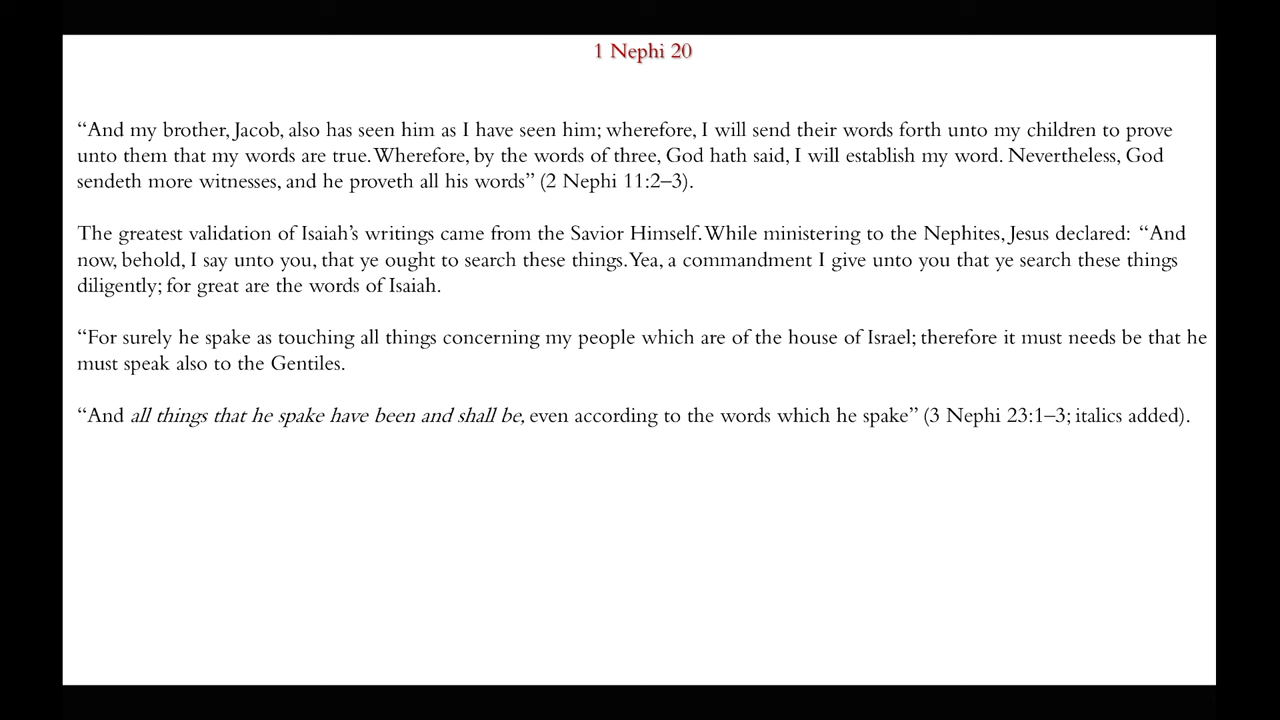 1 Nephi 20
“And my brother, Jacob, also has seen him as I have seen him; wherefore, I will send their words forth unto my children to prove
unto them that my words are true. Wherefore, by the words of three, God hath said, I will establish my word. Nevertheless, God
sendeth more witnesses, and he proveth all his words” (2 Nephi 11:2–3).
The greatest validation of Isaiah’s writings came from the Savior Himself. While ministering to the Nephites, Jesus declared: “And
now, behold, I say unto you, that ye ought to search these things. Yea, a commandment I give unto you that ye search these things
diligently; for great are the words of Isaiah.
“For surely he spake as touching all things concerning my people which are of the house of Israel; therefore it must needs be that he
must speak also to the Gentiles.
“And all things that he spake have been and shall be, even according to the words which he spake” (3 Nephi 23:1–3; italics added).